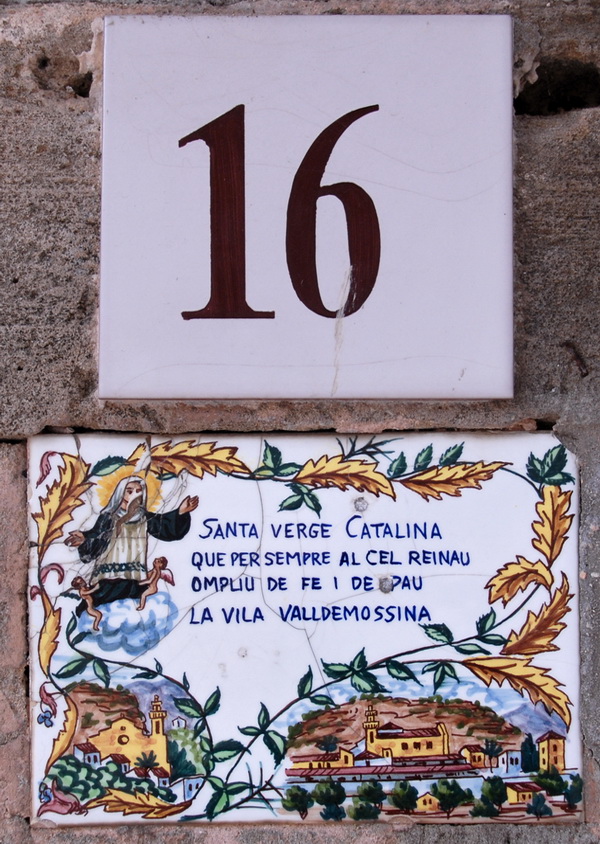 16
SANTA VERGE CATALINA
QUE PER SEMPRE AL CEL REINAU
OMPLIU DE FE I DE PAU
LA VILA VALLDEMOSSINA